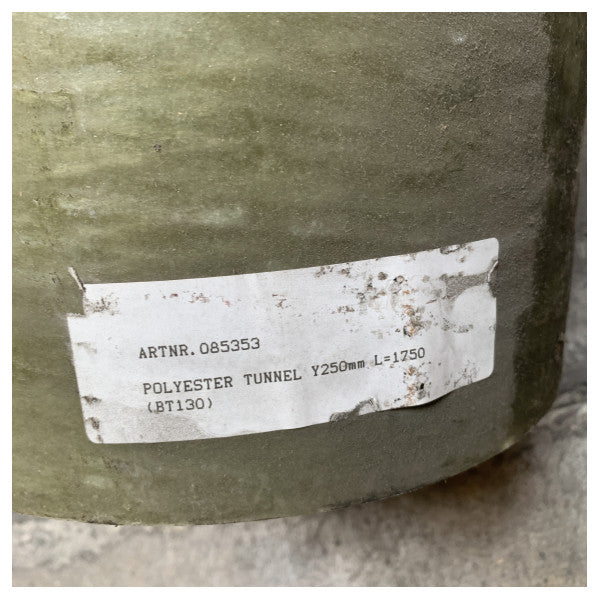 ARTNR.085353
POLYESTER TUNNEL Y250mm L=1750
(BT130)